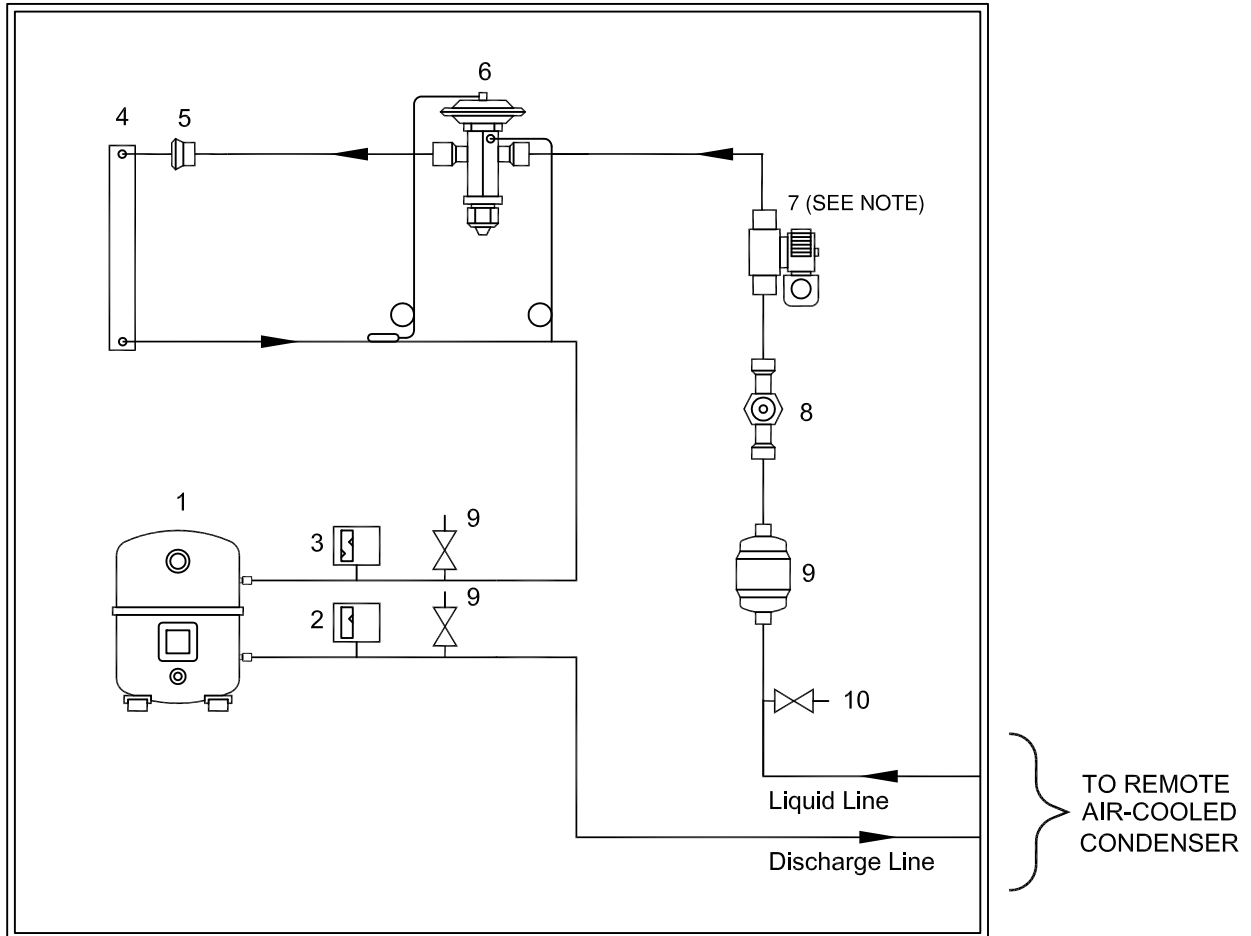 6
4
5
7 (SEE NOTE)
8
1
9
3
9
9
2
10
Liquid Line
TO REMOTE
AIR-COOLED
CONDENSER
Discharge Line